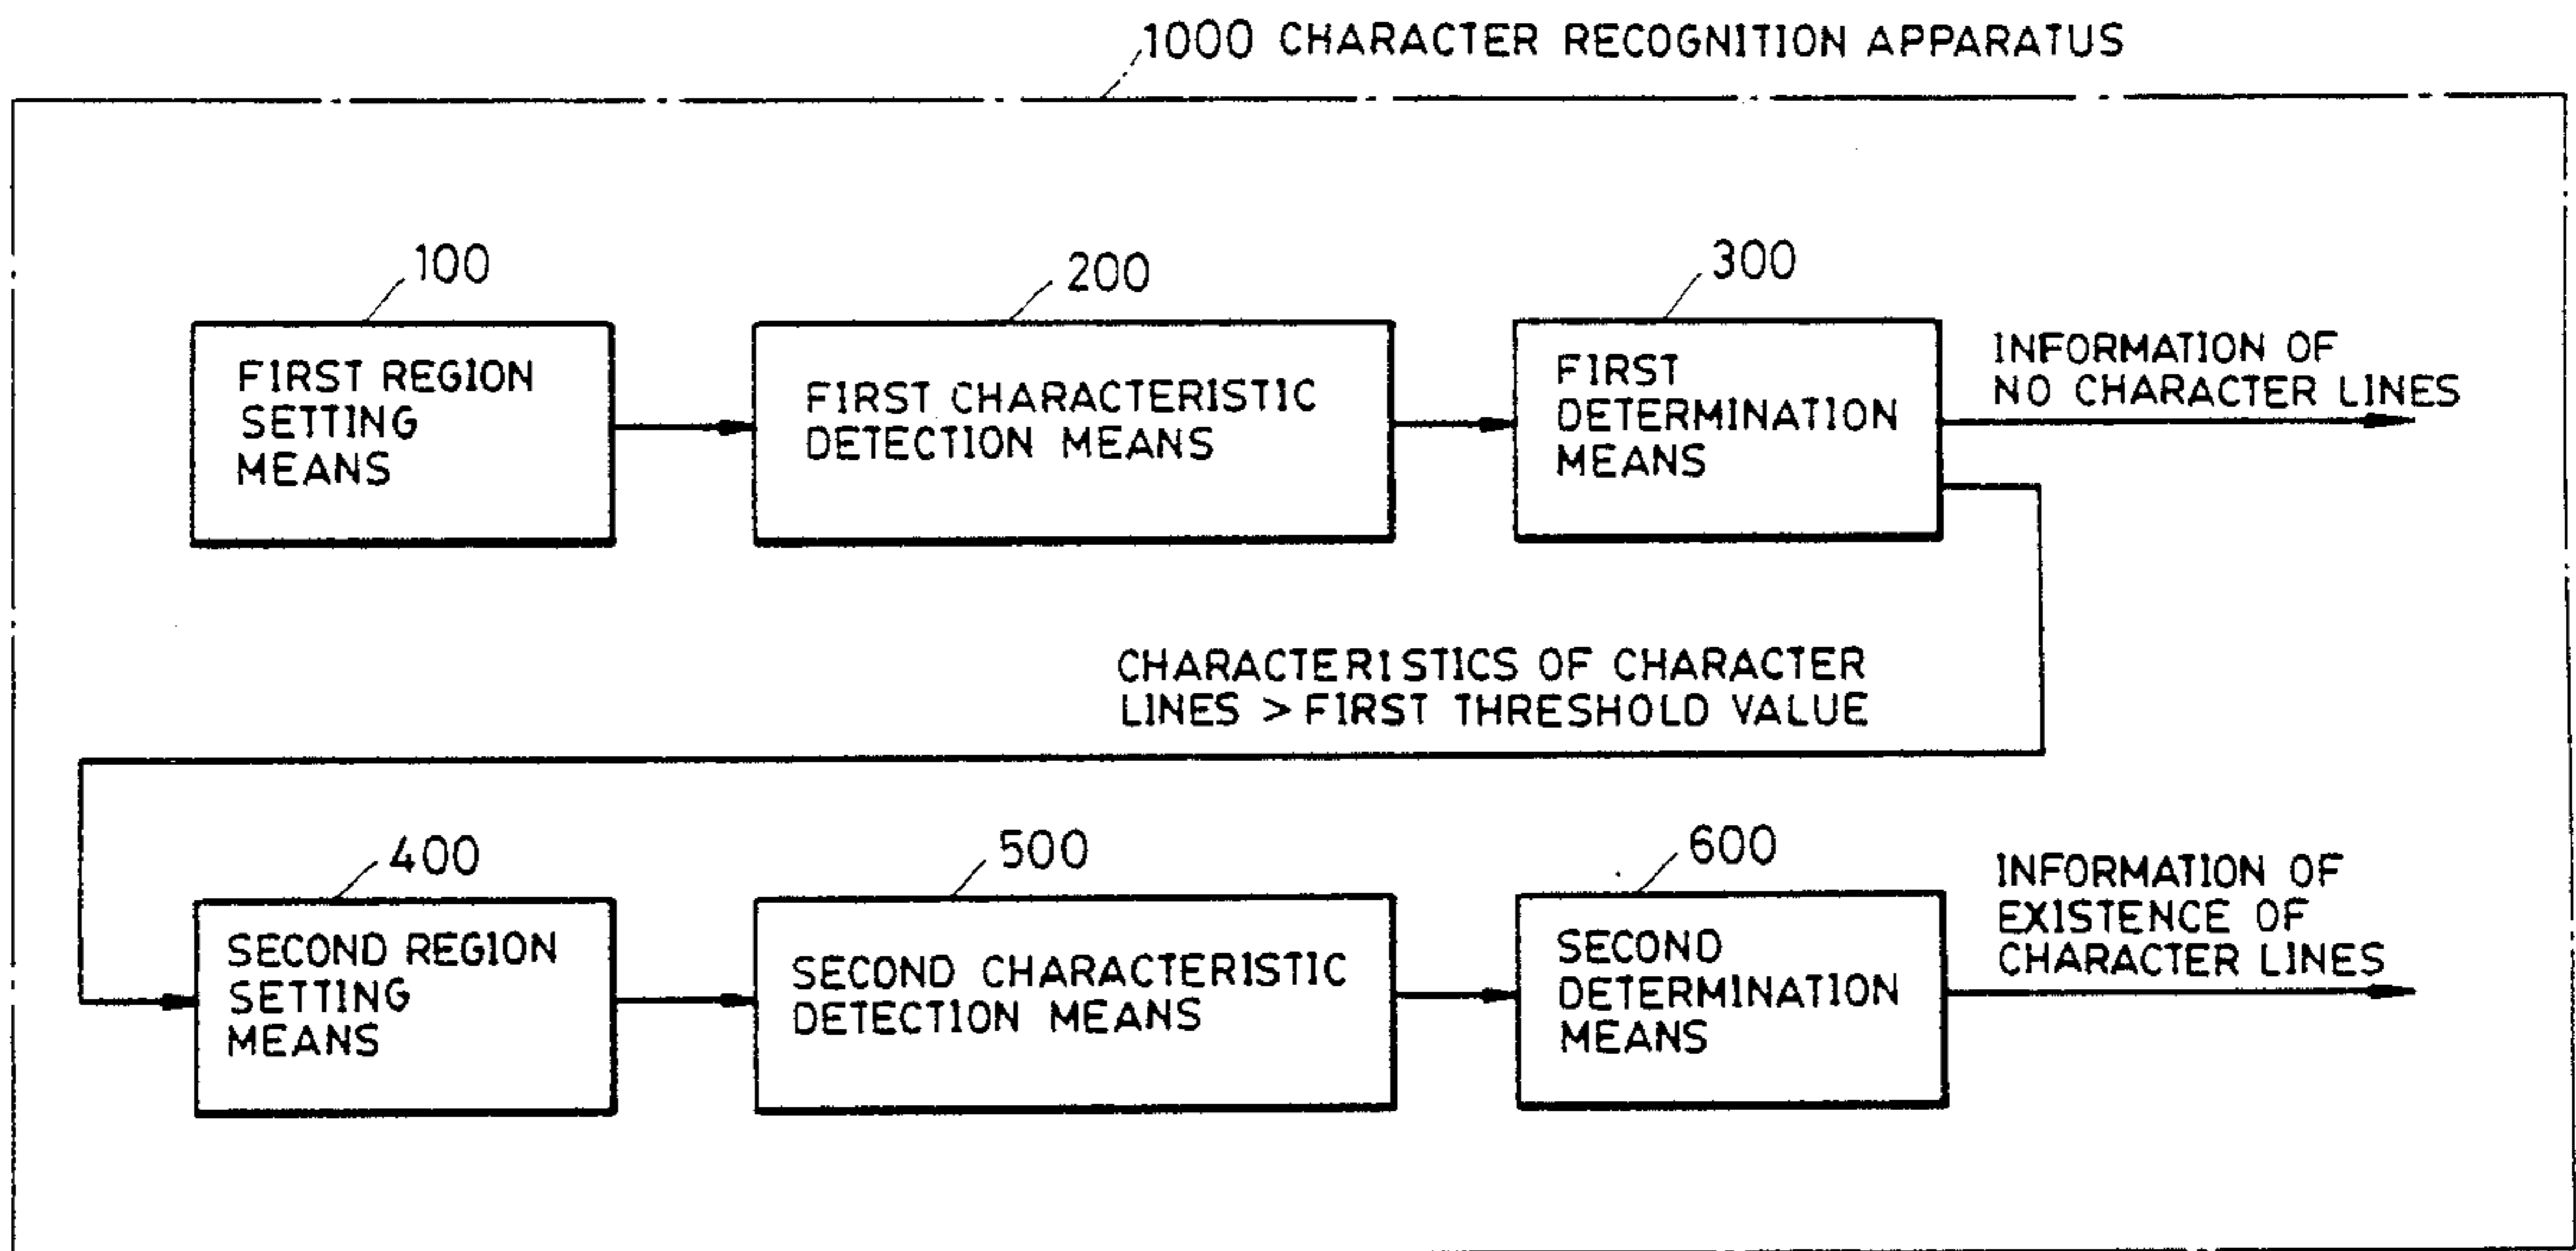 1000 CHARACTER RECOGNITION APPARATUS
100
200
300
FIRST REGION
SETTING
MEANS
FIRST CHARACTERISTIC
DETECTION MEANS
FIRST
DETERMINATION
MEANS
INFORMATION OF
NO CHARACTER LINES
CHARACTERISTICS OF CHARACTER
LINES > FIRST THRESHOLD VALUE
400
500
600
SECOND REGION
SETTING
MEANS
SECOND CHARACTERISTIC
DETECTION MEANS
SECOND
DETERMINATION
MEANS
INFORMATION OF
EXISTENCE OF
CHARACTER LINES